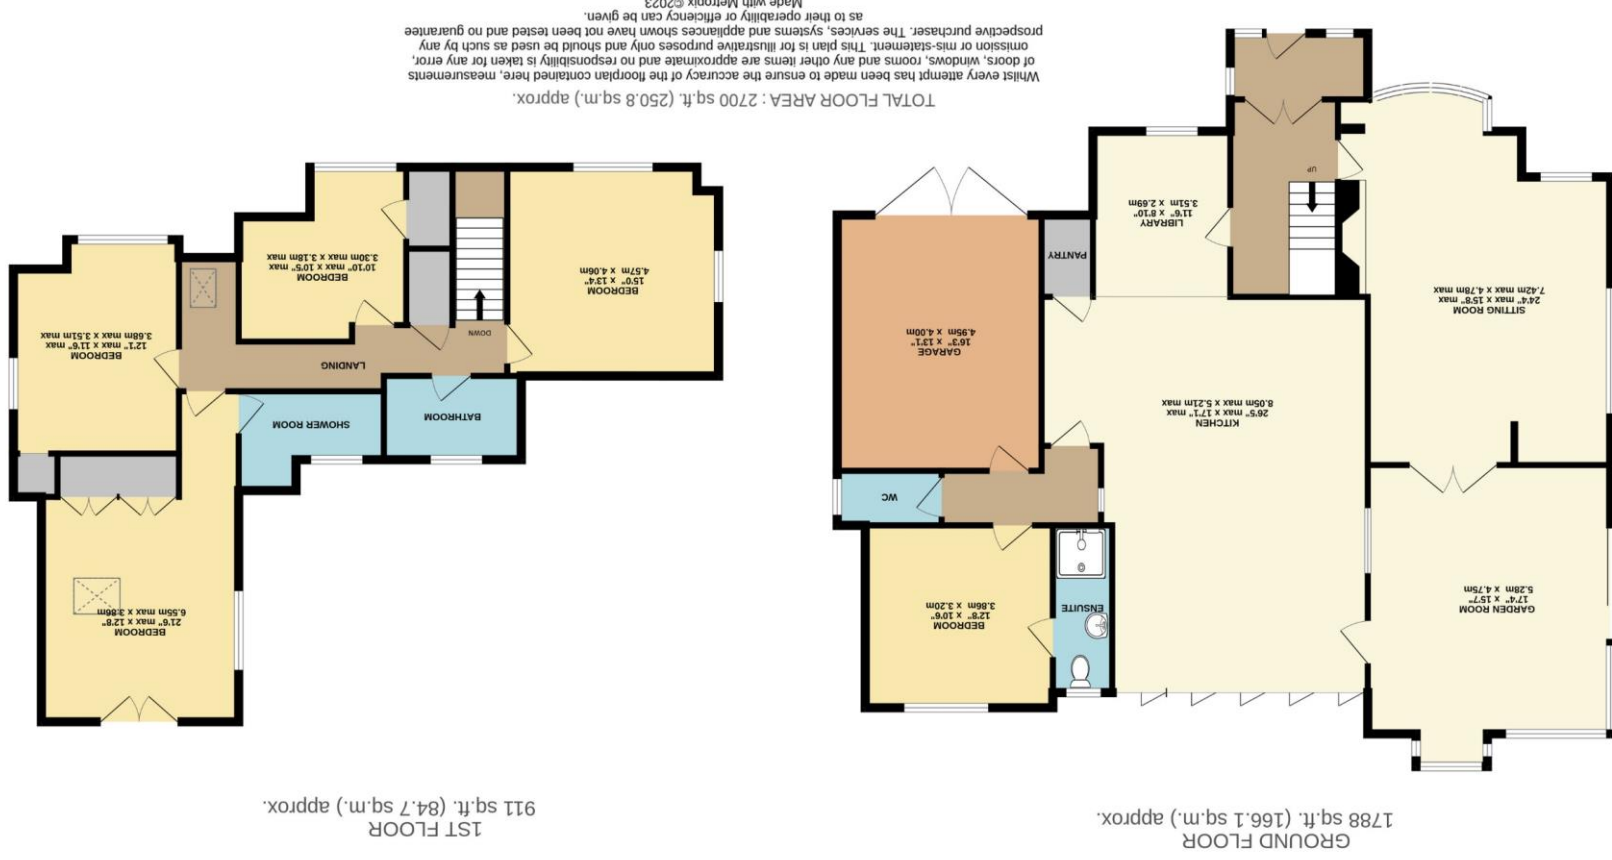 GROUND FLOOR
1788 sq.ft. (166.1 sq.m.) approx.
1ST FLOOR
911 sq.ft. (84.7 sq.m.) approx.
GARDEN ROOM
17'4" x 15'7"
5.28m x 4.75m
ENSUITE
BEDROOM
12'8" x 10'6"
3.86m x 3.20m
WC
KITCHEN
26'5" max x 17'1" max
8.05m max x 5.21m max
SITTING ROOM
24'4" max x 15'8" max
7.42m max x 4.78m max
GARAGE
16'3" x 13'1"
4.95m x 4.00m
PANTRY
LIBRARY
11'6" x 8'10"
3.51m x 2.69m
UP
BEDROOM
21'6" max x 12'8"
6.55m max x 3.86m
BATHROOM
SHOWER ROOM
LANDING
DOWN
BEDROOM
12'1" max x 11'6" max
3.68m max x 3.51m max
BEDROOM
15'0" x 13'4"
4.57m x 4.06m
BEDROOM
10'10" max x 10'5" max
3.30m max x 3.18m max
TOTAL FLOOR AREA : 2700 sq.ft. (250.8 sq.m.) approx.
Whilst every attempt has been made to ensure the accuracy of the floorplan contained here, measurements
of doors, windows, rooms and any other items are approximate and no responsibility is taken for any error,
omission or mis-statement. This plan is for illustrative purposes only and should be used as such by any
prospective purchaser. The services, systems and appliances shown have not been tested and no guarantee
as to their operability or efficiency can be given.
Made with Metropix ©2023